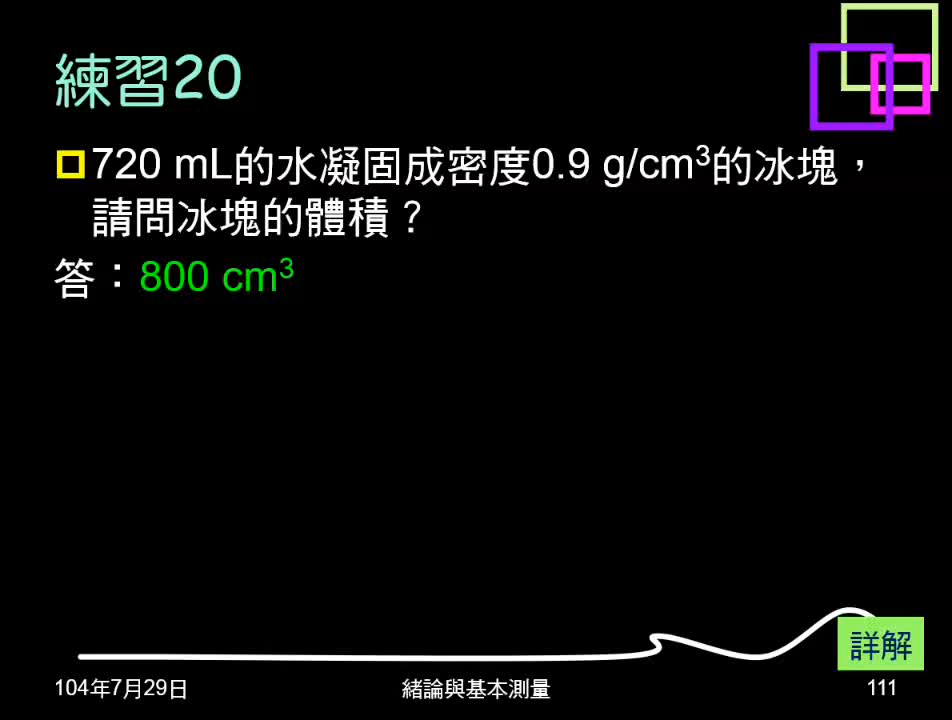 練習20
720 mL的水凝固成密度0.9 g/cm³的冰塊，
請問冰塊的體積？
答：800 cm³
詳解
104年7月29日
緒論與基本測量
111